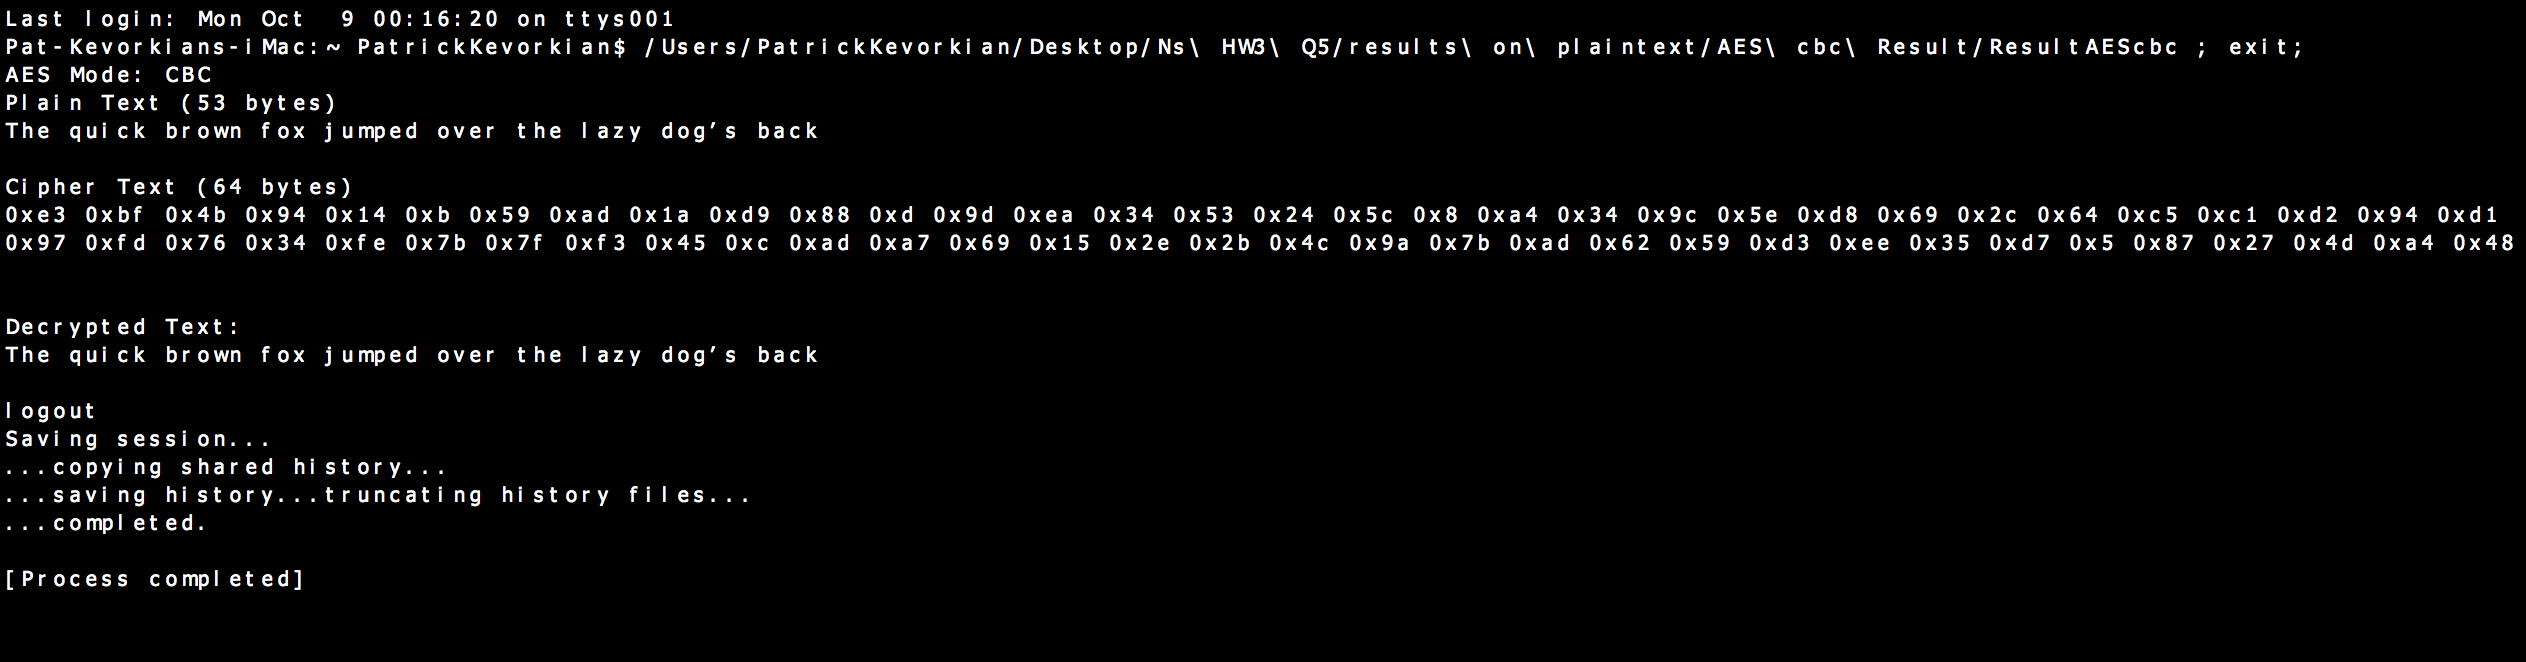 Last login: Mon Oct  9 00:16:20 on ttys001
Pat-Kevorkians-iMac:~ PatrickKevorkian$ /Users/PatrickKevorkian/Desktop/Ns\ HW3\ Q5/results\ on\ plaintext/AES\ cbc\ Result/ResultAEScbc ; exit;
AES Mode: CBC
Plain Text (53 bytes)
The quick brown fox jumped over the lazy dog’s back
Cipher Text (64 bytes)
0xe3 0xbf 0x4b 0x94 0x14 0xb 0x59 0xad 0x1a 0xd9 0x88 0xd 0x9d 0xea 0x34 0x53 0x24 0x5c 0x8 0xa4 0x34 0x9c 0x5e 0xd8 0x69 0x2c 0x64 0xc5 0xc1 0xd2 0x94 0xd1
0x97 0xfd 0x76 0x34 0xfe 0x7b 0x7f 0xf3 0x45 0xc 0xad 0xa7 0x69 0x15 0x2e 0x2b 0x4c 0x9a 0x7b 0xad 0x62 0x59 0xd3 0xee 0x35 0xd7 0x5 0x87 0x27 0x4d 0xa4 0x48
Decrypted Text:
The quick brown fox jumped over the lazy dog’s back
logout
Saving session...
...copying shared history...
...saving history...truncating history files...
...completed.
[Process completed]